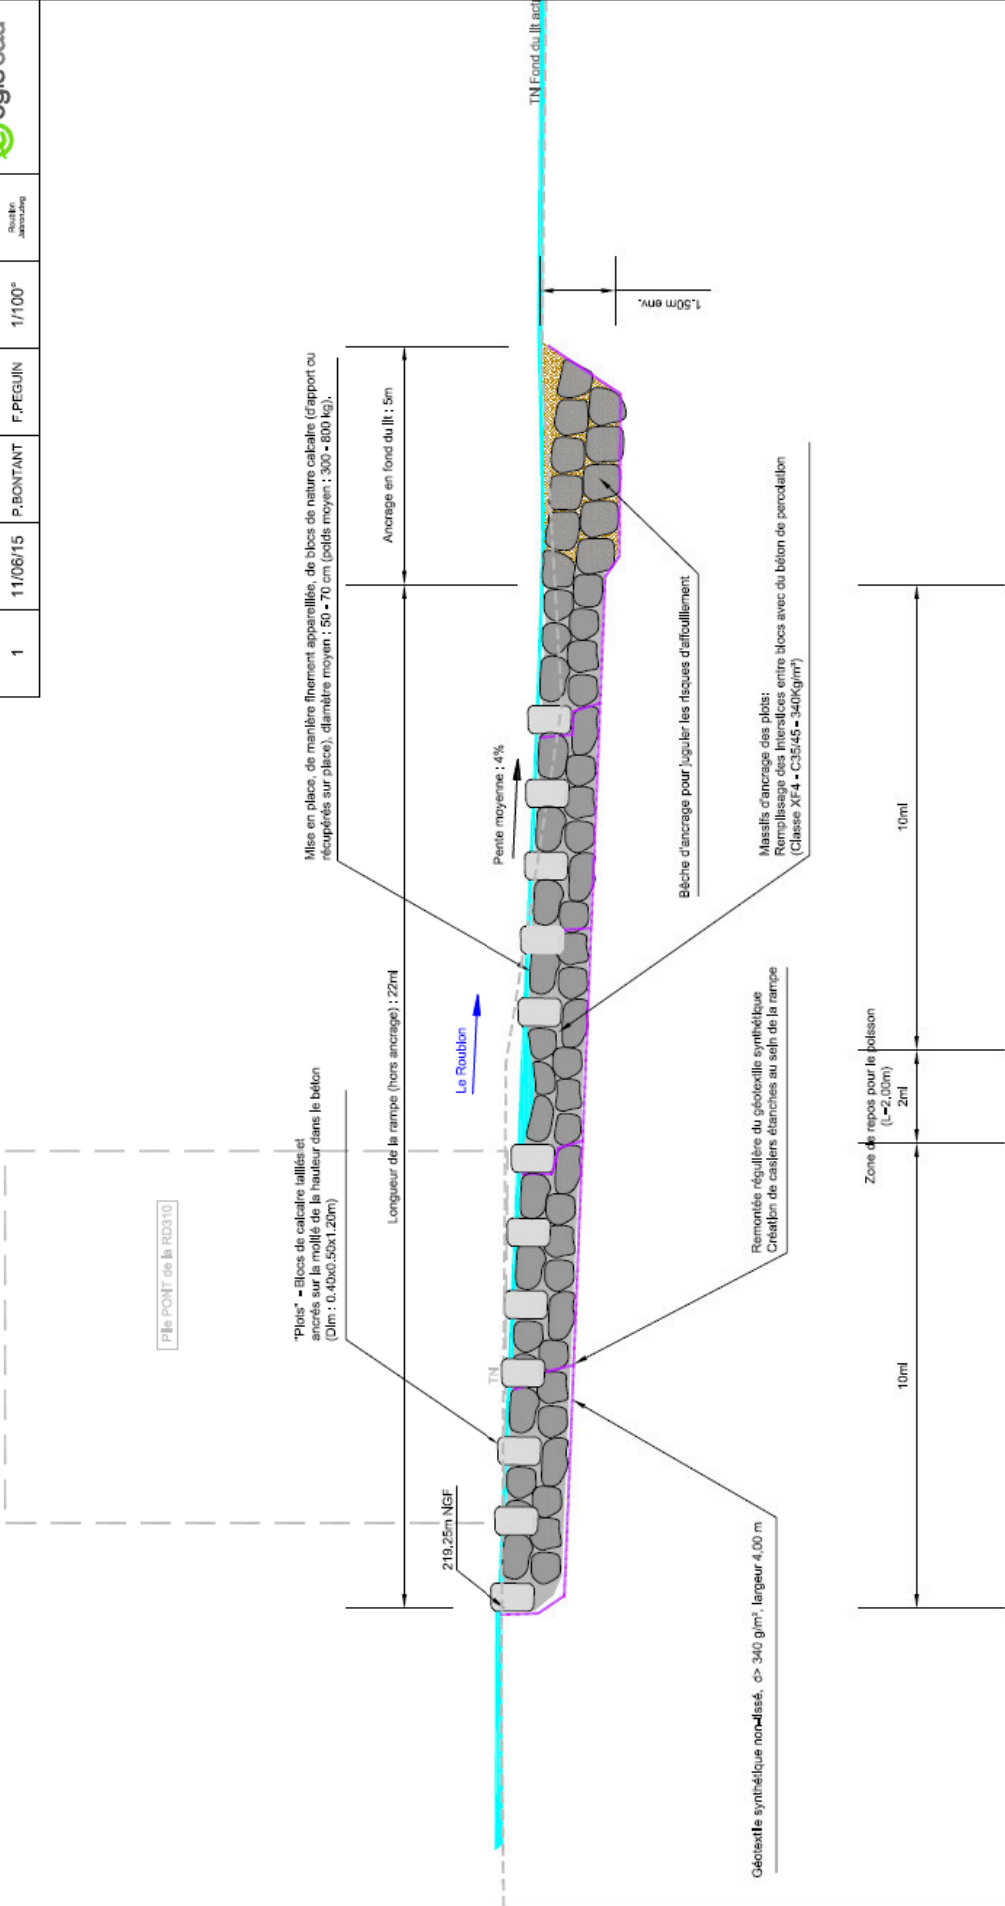 1
11/06/15
P.BONTANT
F.PEGUIN
1/100°
Roubion
TN Fond du lit
1.50m env.
Mise en place, de manière finement appareillée, de blocs de nature calcaire (d'apport ou
récupérés sur place), diamètre moyen : 50 - 70 cm (poids moyen : 300 - 800 kg).
Ancrage en fond du lit : 5m
Longueur de la rampe (hors ancrage) : 22ml
Pente moyenne : 4%
Le Roubion
Pile PONT de la RD310
"Plots" - Blocs de calcaire taillés et
ancrés sur la moitié de la hauteur dans le béton
(Dim : 0.40x0.50x1.20m)
TN
219.25m NGF
Bêche d'ancrage pour juguler les risques d'affouillement
Massifs d'ancrage des plots:
Remplissage des intersitices entre blocs avec du béton de percolation
(Classe XF4 - C35/45 - 340Kg/m³)
Remontée régulière du géotextile synthétique
Création de casiers étanches au sein de la rampe
Géotextile synthétique non-tissé, d> 340 g/m², largeur 4,00 m
10ml
Zone de repos pour le poisson
(L=2,00m)
2ml
10ml